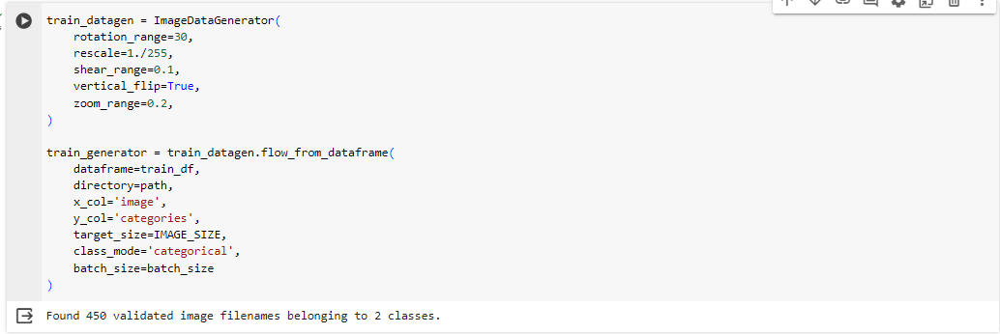 train_datagen = ImageDataGenerator(
    rotation_range=30,
    rescale=1./255,
    shear_range=0.1,
    vertical_flip=True,
    zoom_range=0.2,
)

train_generator = train_datagen.flow_from_dataframe(
    dataframe=train_df,
    directory=path,
    x_col='image',
    y_col='categories',
    target_size=IMAGE_SIZE,
    class_mode='categorical',
    batch_size=batch_size
)
Found 450 validated image filenames belonging to 2 classes.